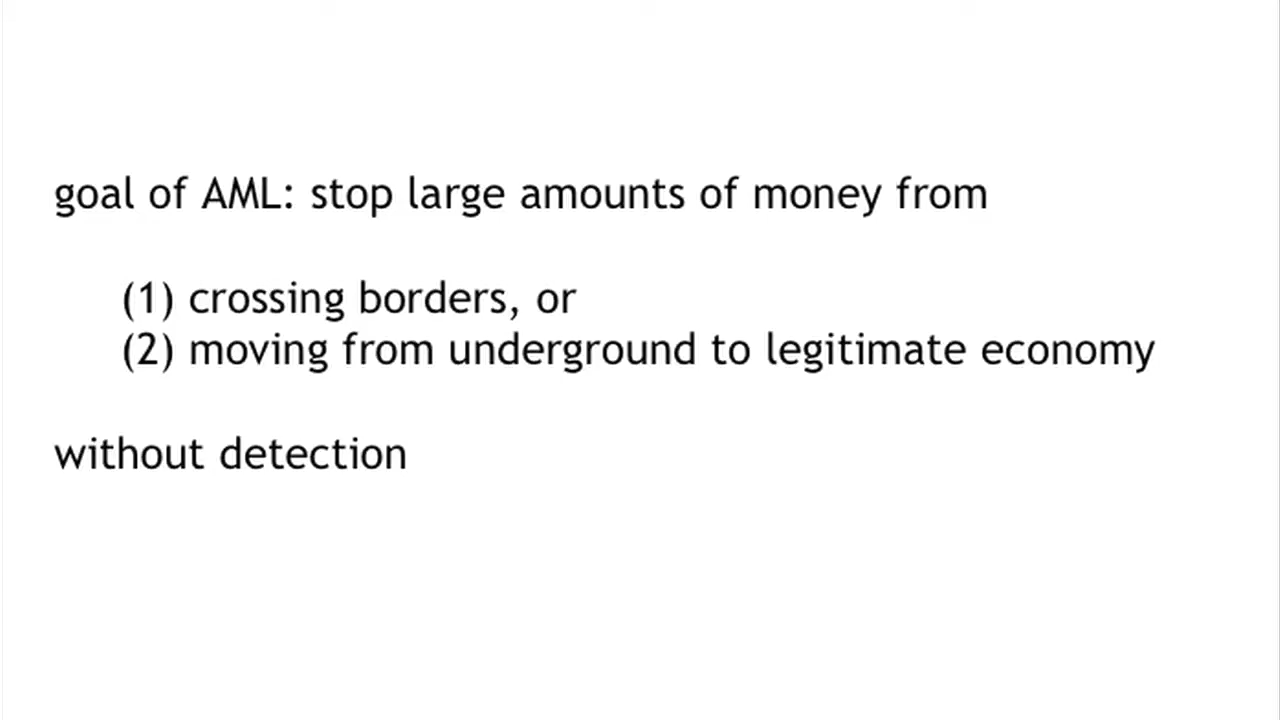 goal of AML: stop large amounts of money from
(1) crossing borders, or
(2) moving from underground to legitimate economy
without detection